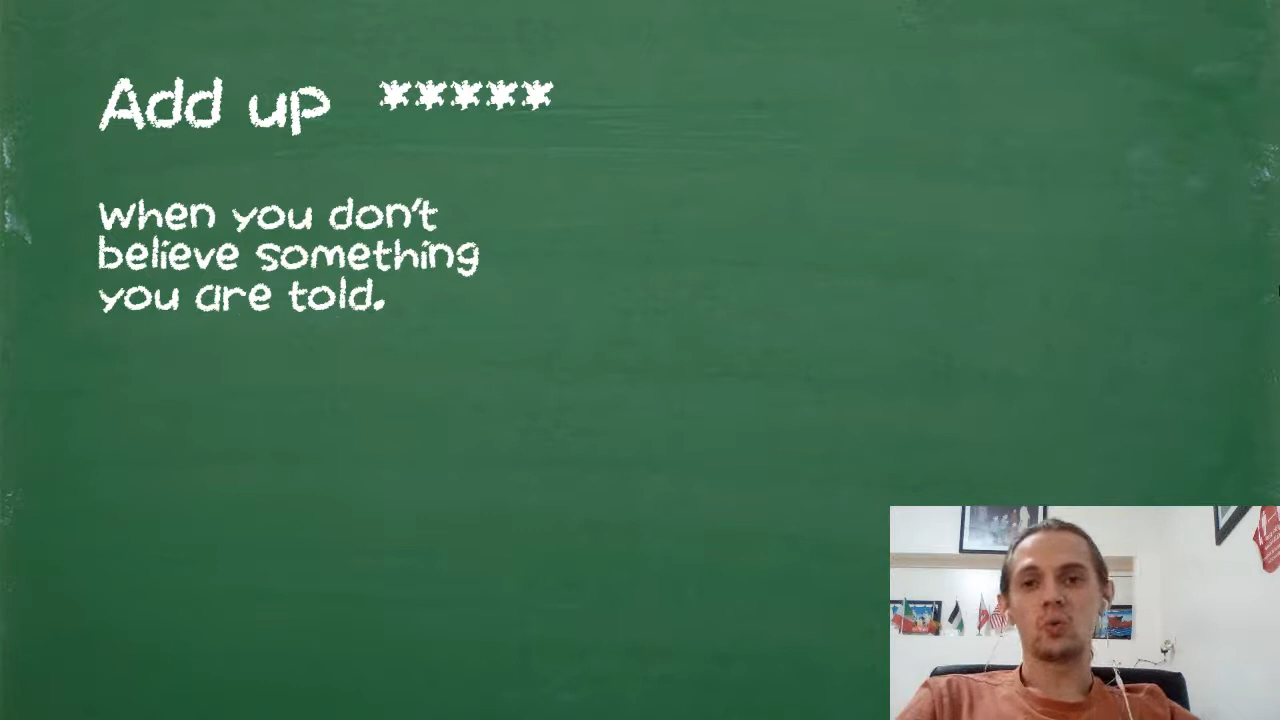 Add up *****
When you don't
believe something
you are told.